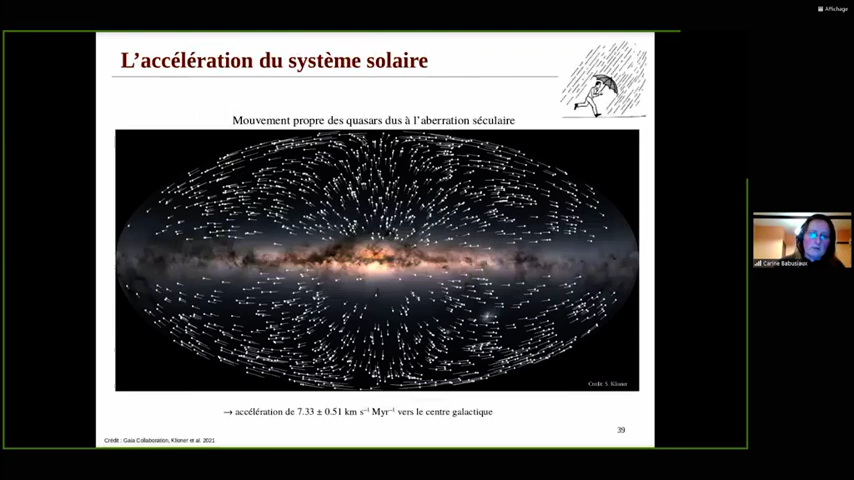 Affichage
L’accélération du système solaire
Mouvement propre des quasars dus à l’aberration séculaire
Crédit: S. Klioner
→ accélération de 7.33 ± 0.51 km s⁻¹ Myr⁻¹ vers le centre galactique
39
Crédit : Gaia Collaboration, Klioner et al. 2021
Carine Babusiaux